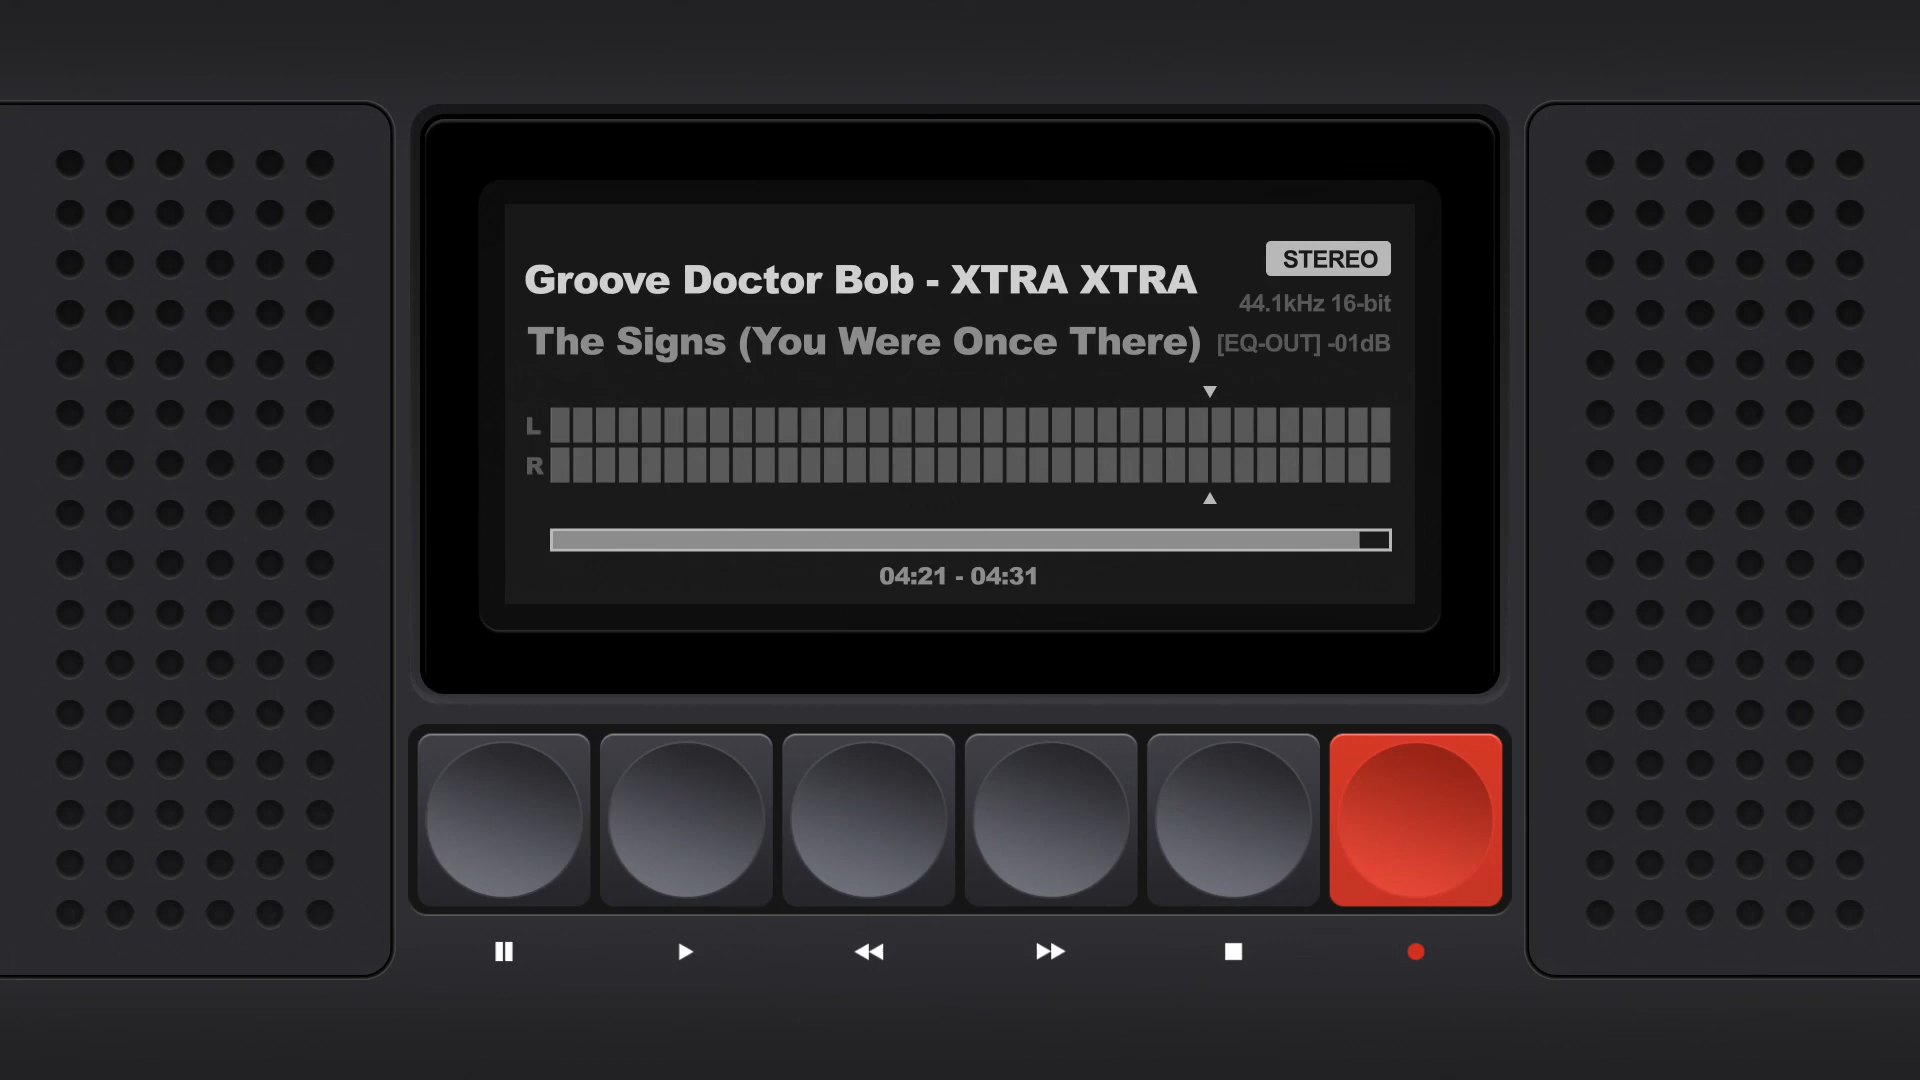 Groove Doctor Bob - XTRA XTRA
STEREO
44.1kHz 16-bit
The Signs (You Were Once There)
[EQ-OUT] -01dB
L
R
04:21 - 04:31